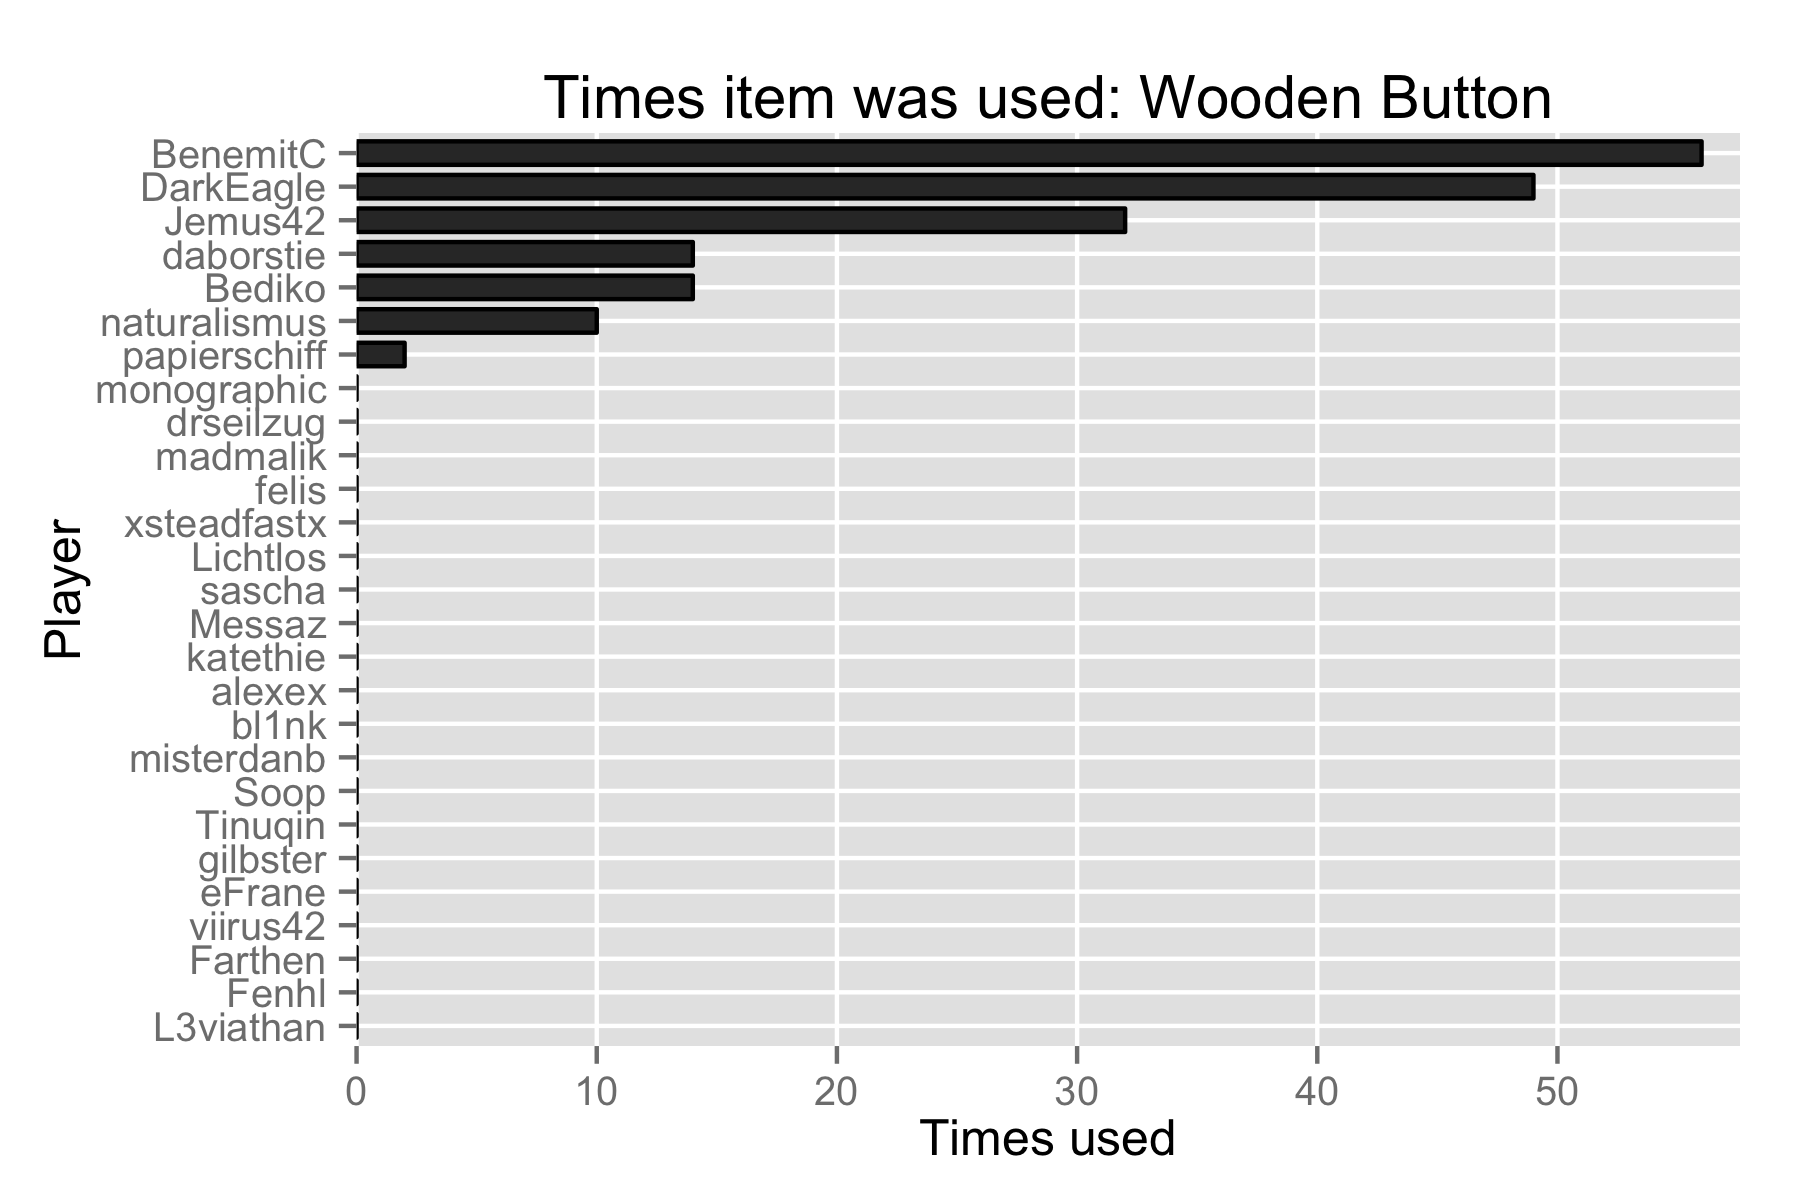 Times item was used: Wooden Button
BenemitC
DarkEagle
Jemus42
daborstie
Bediko
naturalismus
papierschiff
monographic
drseilzug
madmalik
felis
xsteadfastx
Lichtlos
sascha
Messaz
katethie
alexex
bl1nk
misterdanb
Soop
Tinuqin
gilbster
eFrane
viirus42
Farthen
Fenhl
L3viathan
Player
0 10 20 30 40 50
Times used